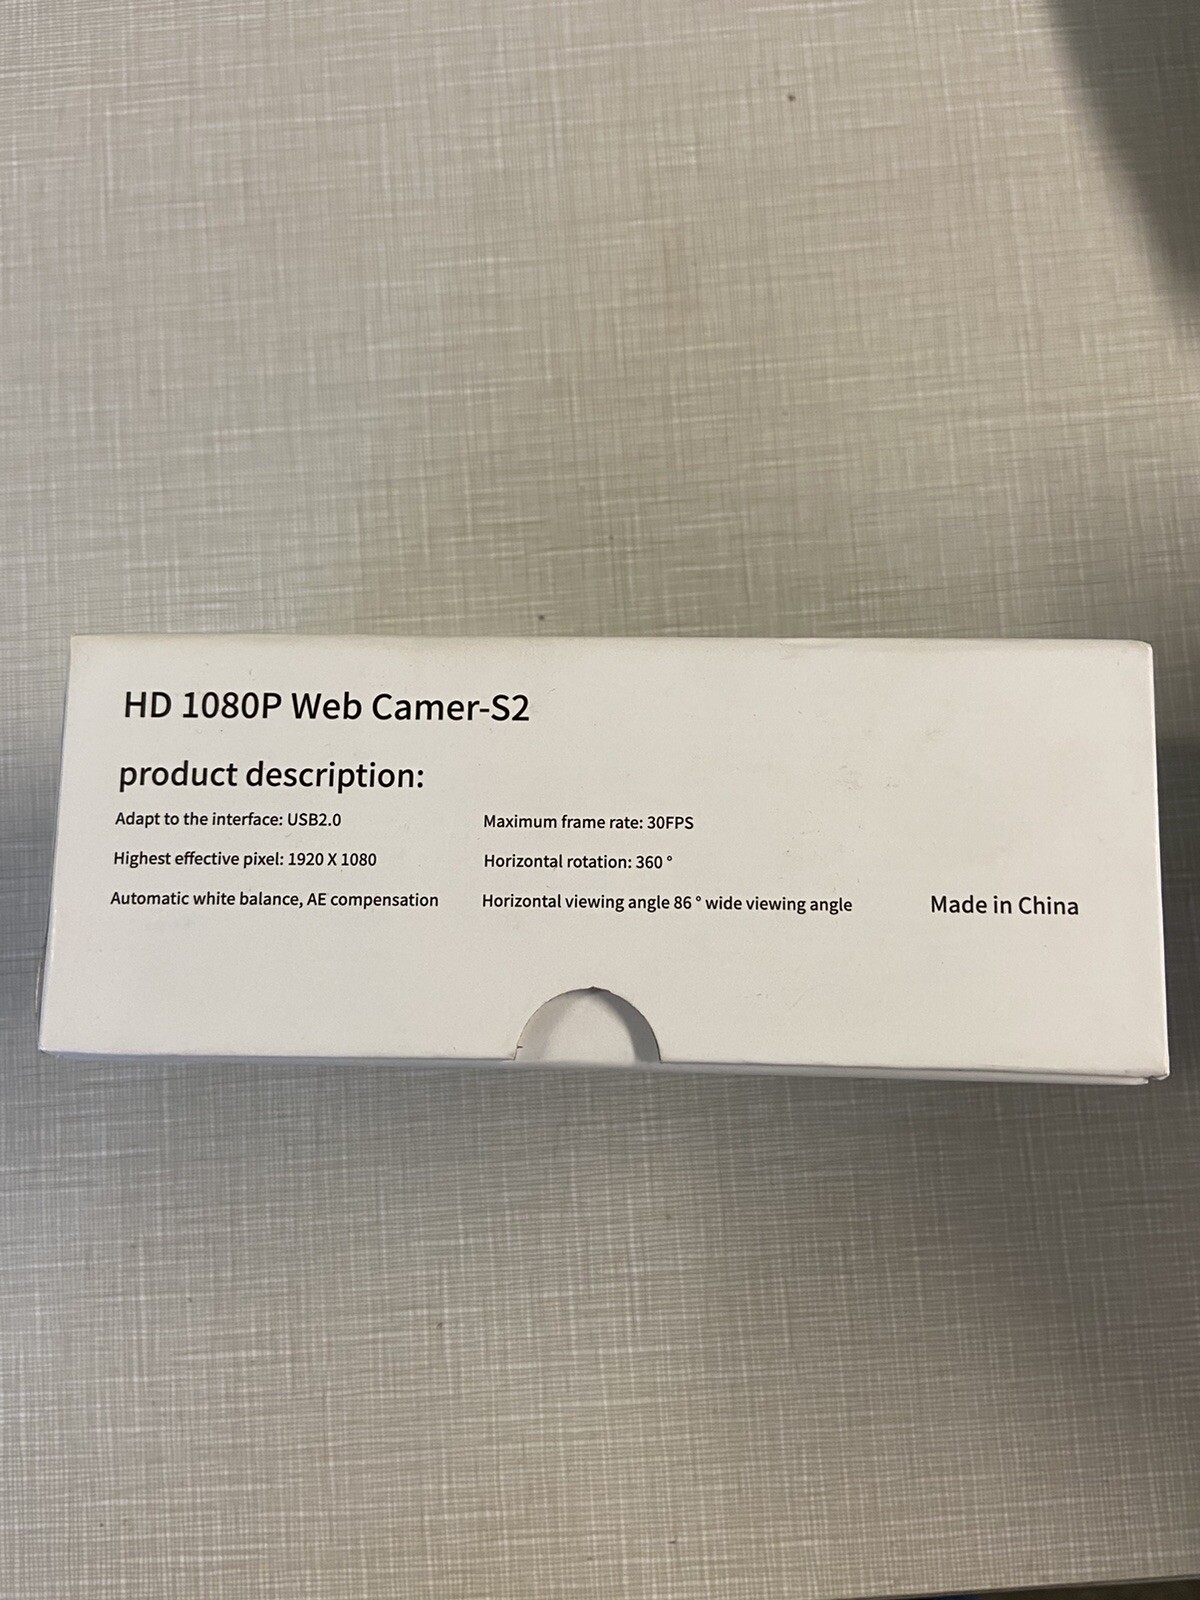 HD 1080P Web Camer-S2
product description:
Adapt to the interface: USB2.0
Maximum frame rate: 30FPS
Highest effective pixel: 1920 X 1080
Horizontal rotation: 360 °
Automatic white balance, AE compensation
Horizontal viewing angle 86 ° wide viewing angle
Made in China